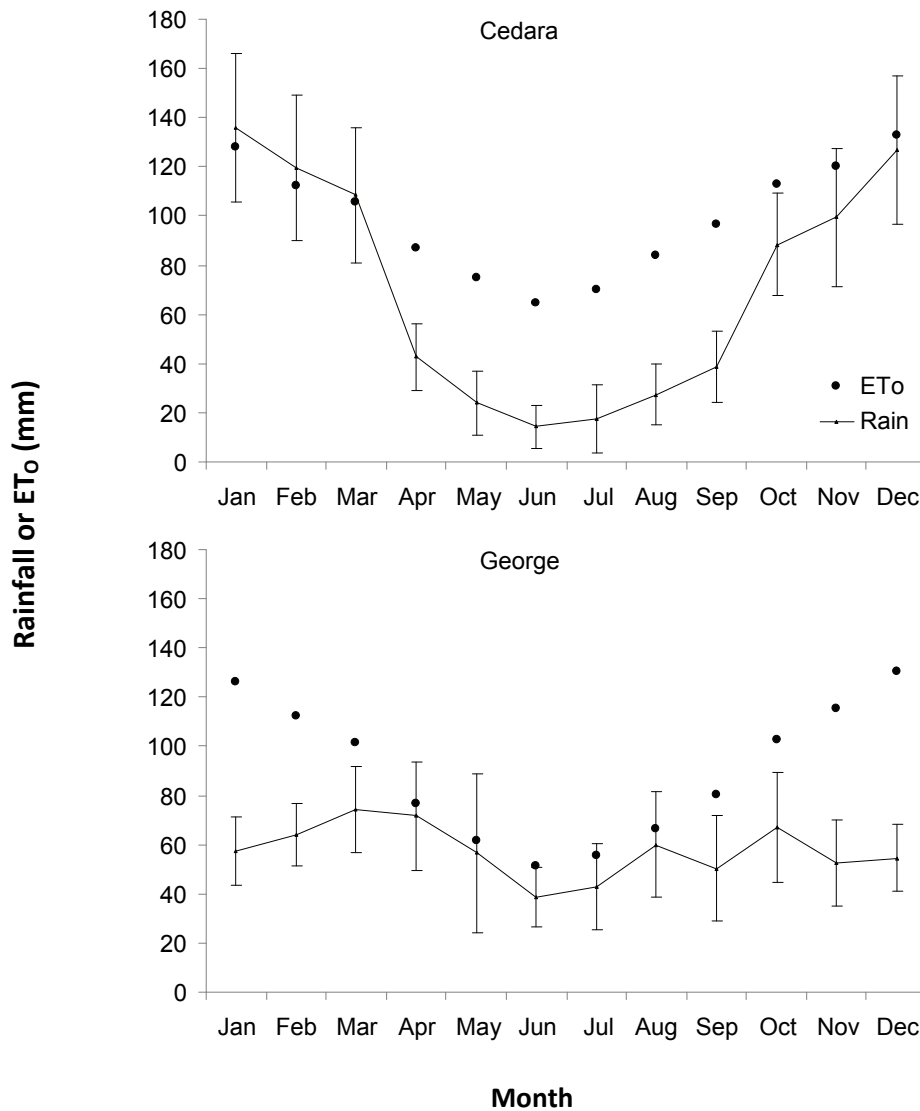 Rainfall or ETO (mm)
Cedara
180
160
140
120
100
80
60
40
20
0
ETo
Rain
Jan Feb Mar Apr May Jun Jul Aug Sep Oct Nov Dec
George
180
160
140
120
100
80
60
40
20
0
Jan Feb Mar Apr May Jun Jul Aug Sep Oct Nov Dec
Month